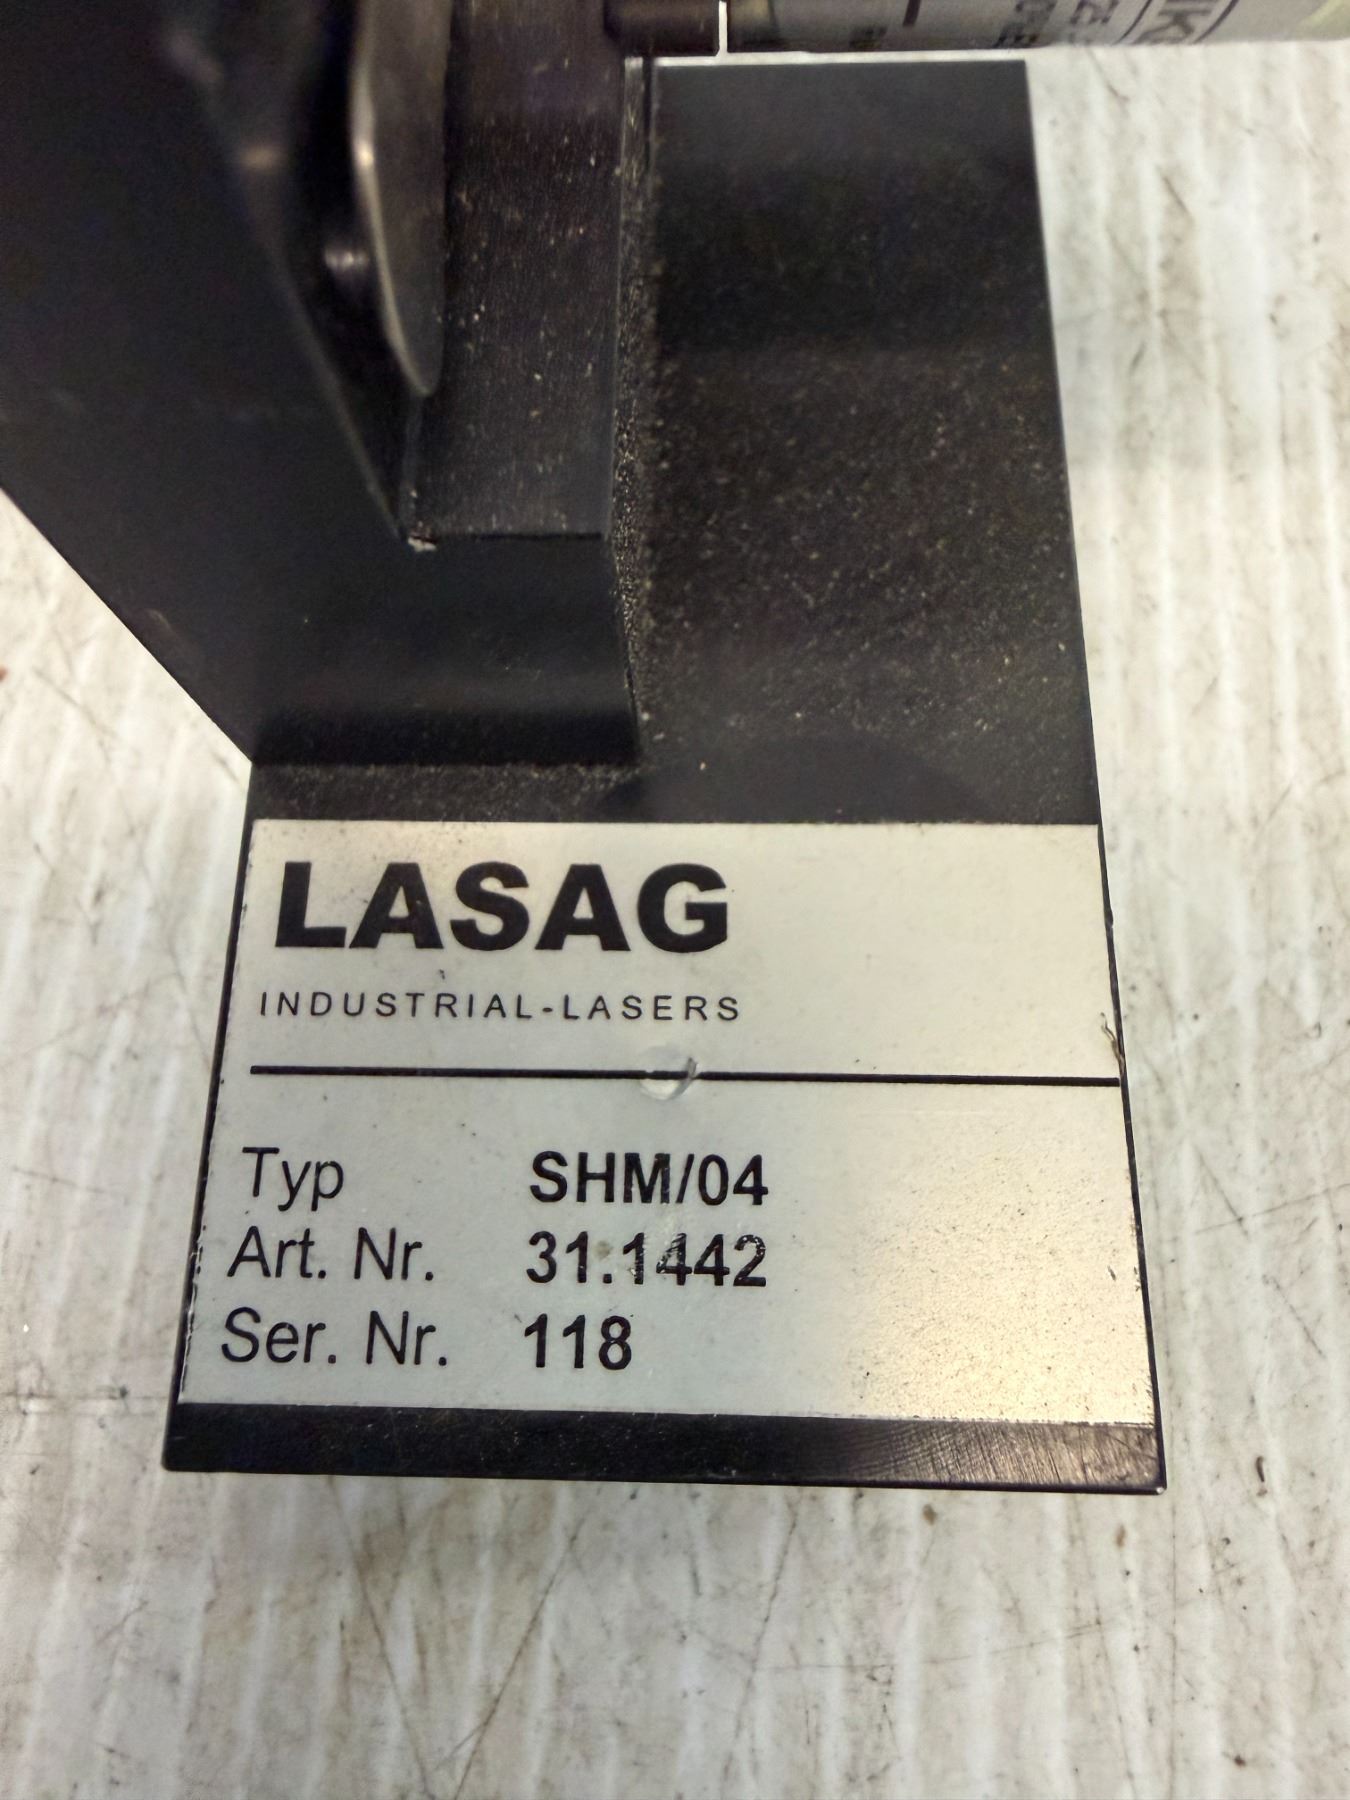 LASAG
INDUSTRIAL-LASERS
Typ SHM/04
Art. Nr. 31.1442
Ser. Nr. 118